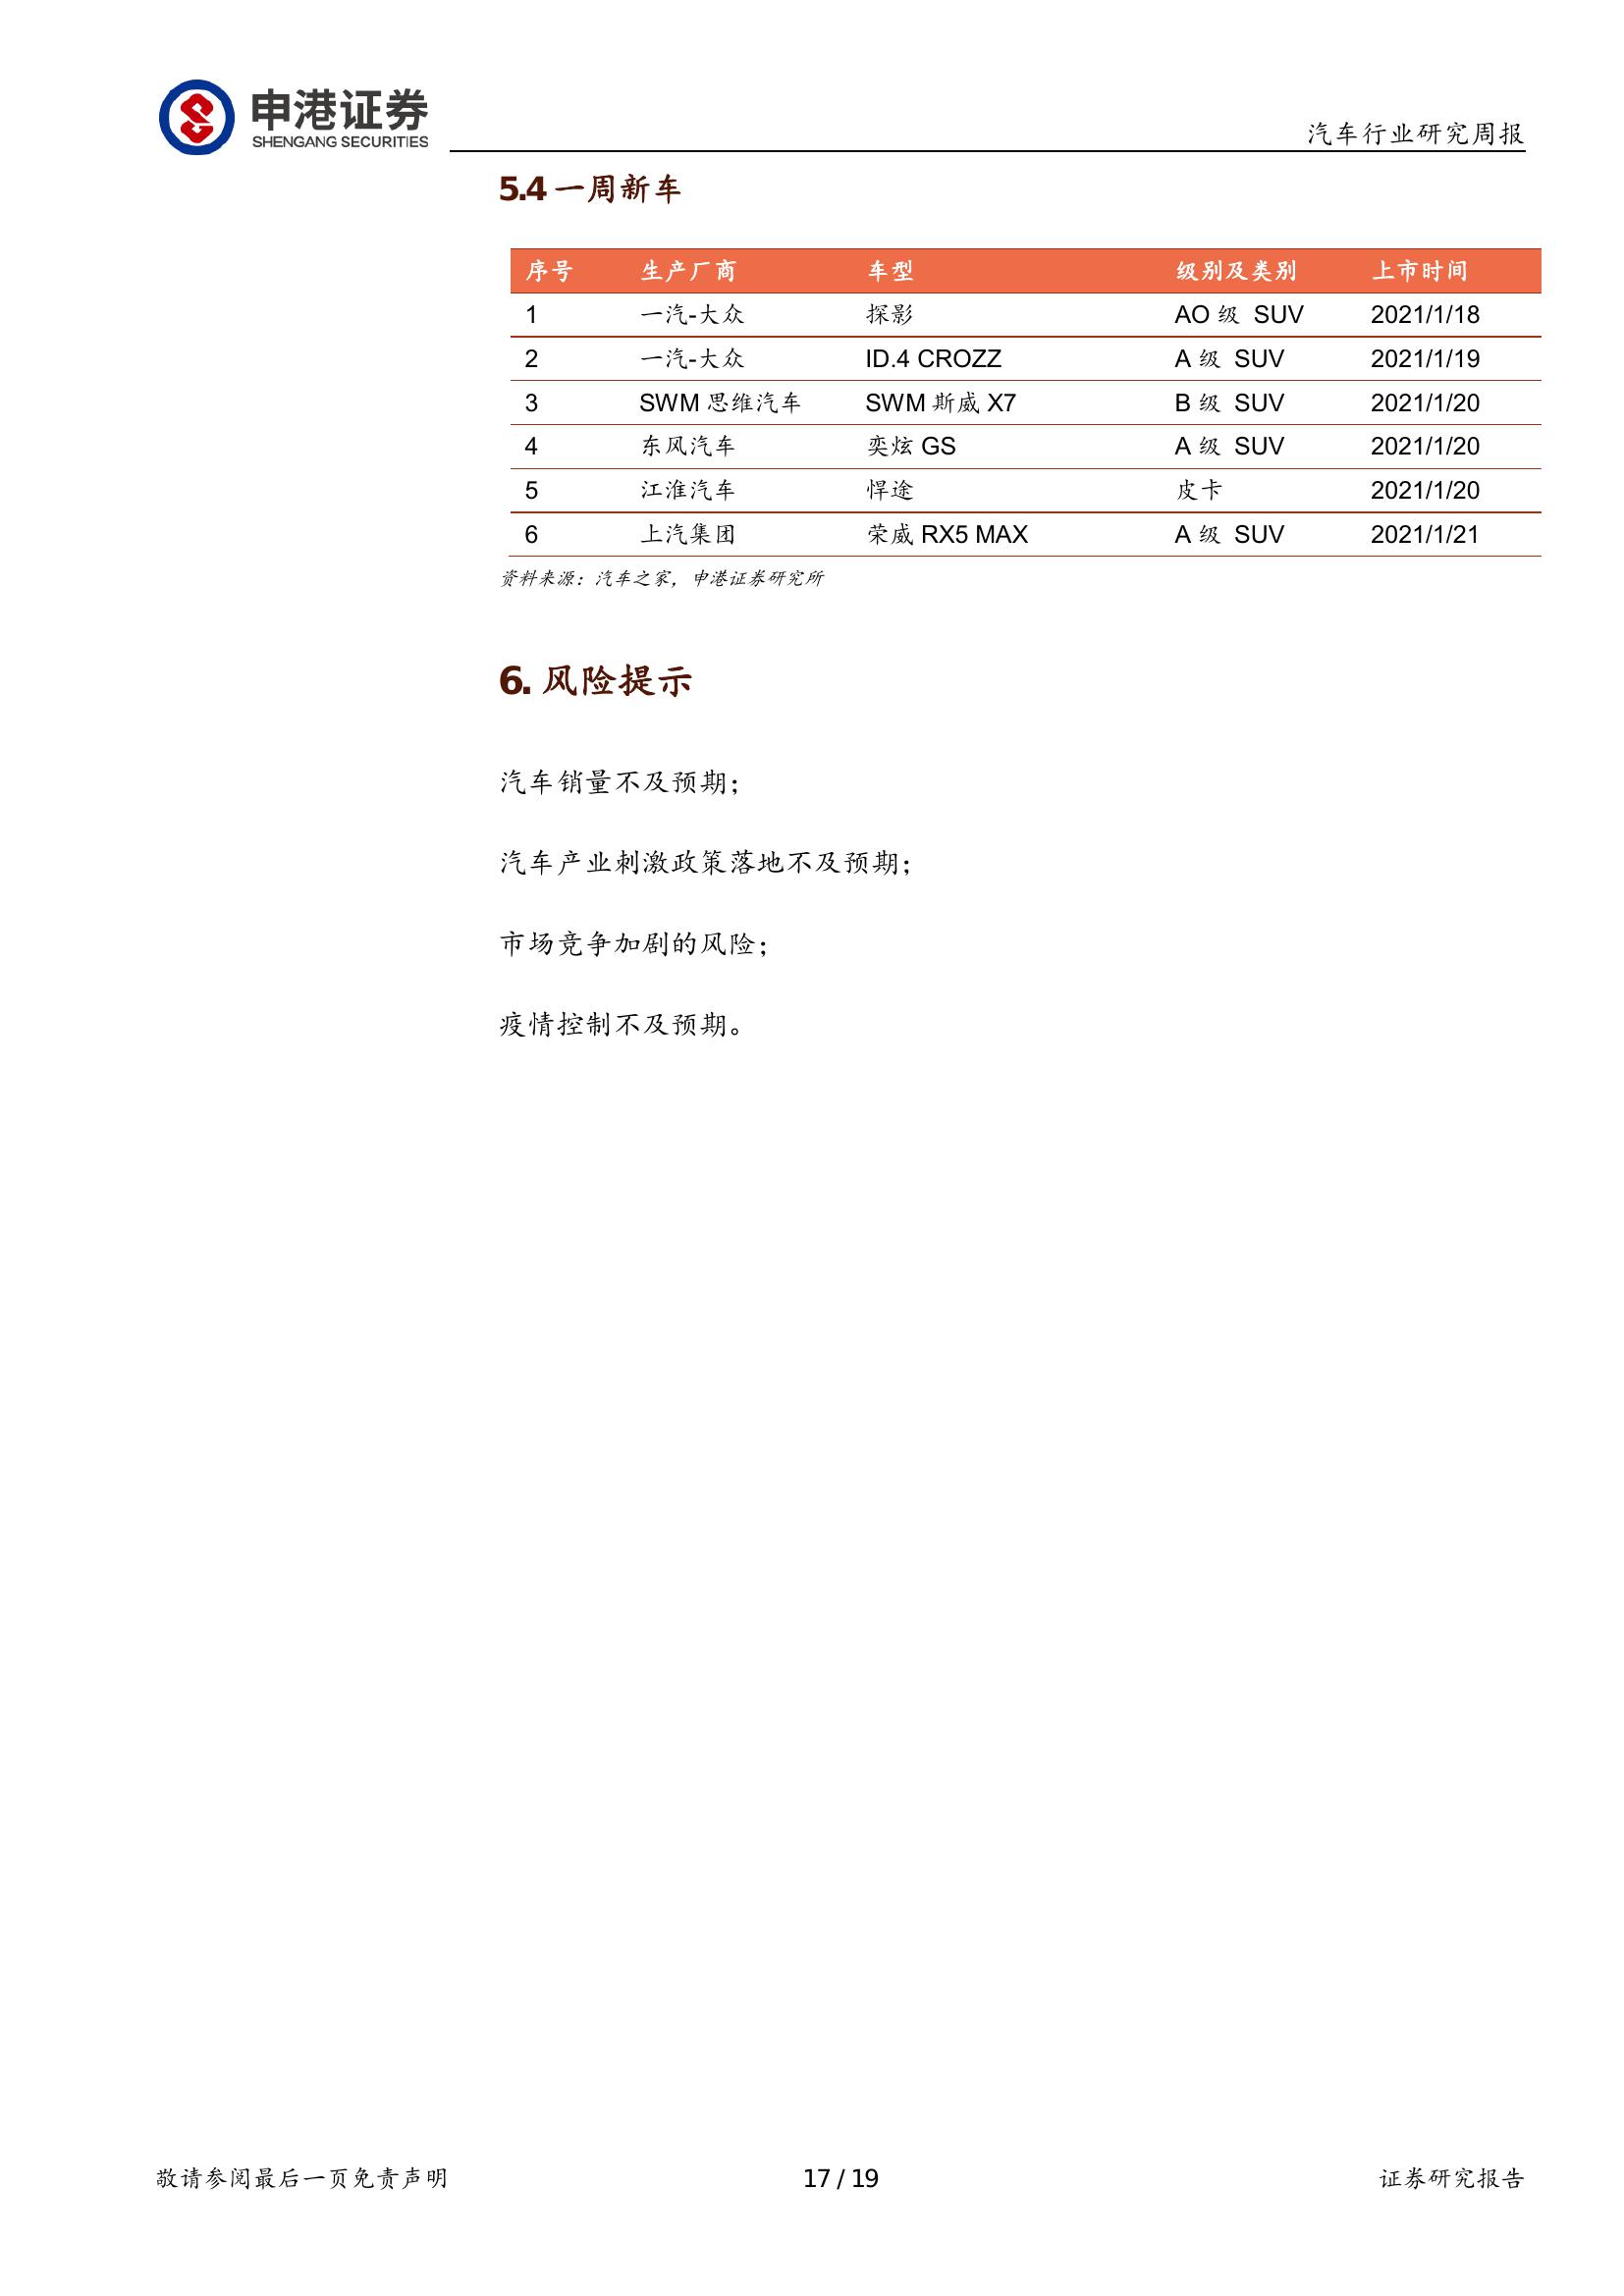 申港证券
SHENGANG SECURITIES
汽车行业研究周报
5.4 一周新车
序号 生产厂商 车型 级别及类别 上市时间
1 一汽-大众 探影 AO 级 SUV 2021/1/18
2 一汽-大众 ID.4 CROZZ A 级 SUV 2021/1/19
3 SWM 思维汽车 SWM 斯威 X7 B 级 SUV 2021/1/20
4 东风汽车 奕炫 GS A 级 SUV 2021/1/20
5 江淮汽车 悍途 皮卡 2021/1/20
6 上汽集团 荣威 RX5 MAX A 级 SUV 2021/1/21
资料来源：汽车之家，申港证券研究所
6. 风险提示
汽车销量不及预期；
汽车产业刺激政策落地不及预期；
市场竞争加剧的风险；
疫情控制不及预期。
敬请参阅最后一页免责声明 17 / 19 证券研究报告